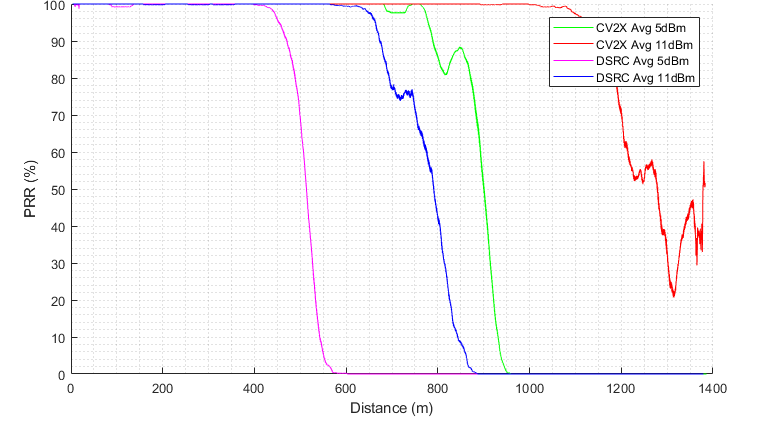 100
90
80
70
60
50
40
30
20
10
0
PRR (%)
CV2X Avg 5dBm
CV2X Avg 11dBm
DSRC Avg 5dBm
DSRC Avg 11dBm
0 200 400 600 800 1000 1200 1400
Distance (m)